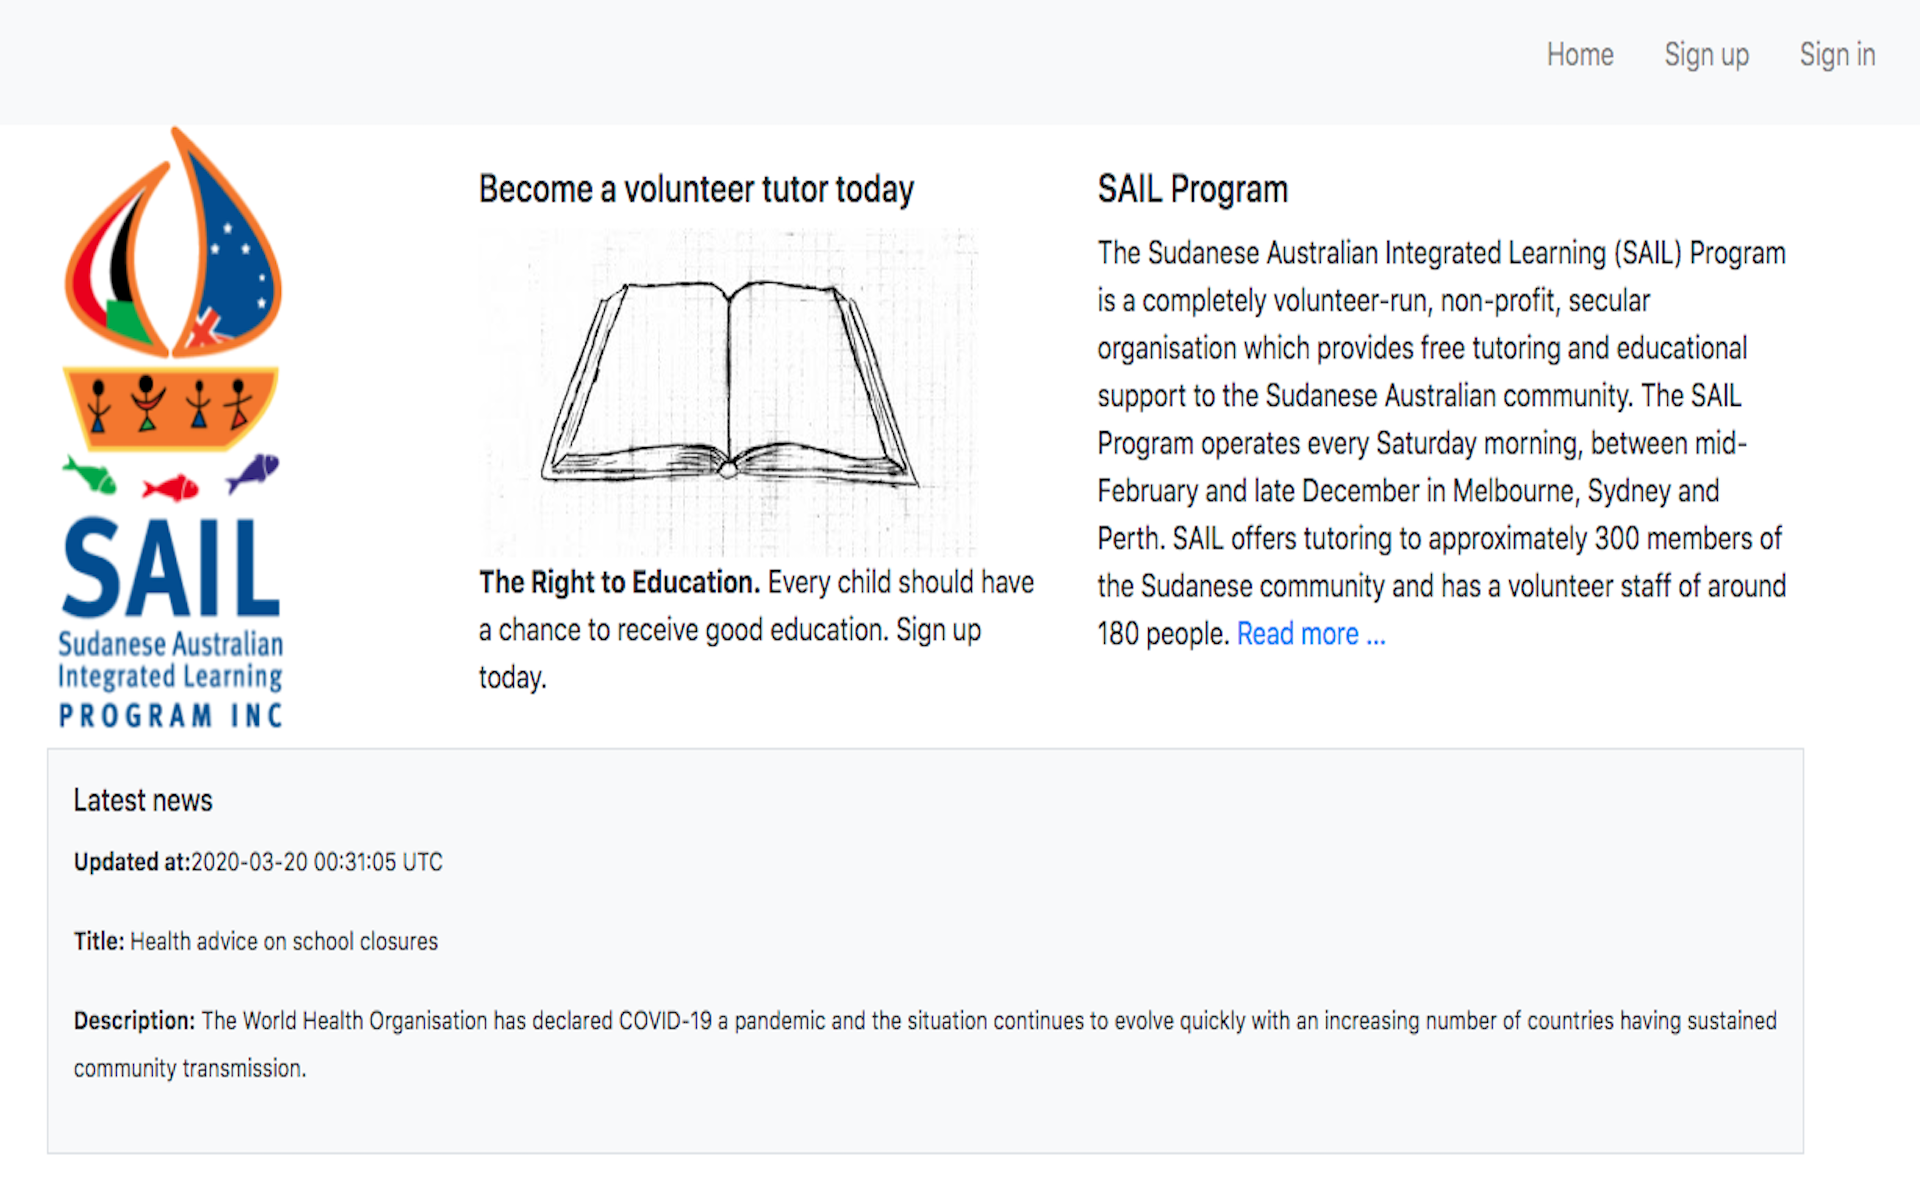 Home Sign up Sign in
SAIL
Sudanese Australian
Integrated Learning
PROGRAM INC
Become a volunteer tutor today
The Right to Education. Every child should have
a chance to receive good education. Sign up
today.
SAIL Program
The Sudanese Australian Integrated Learning (SAIL) Program
is a completely volunteer-run, non-profit, secular
organisation which provides free tutoring and educational
support to the Sudanese Australian community. The SAIL
Program operates every Saturday morning, between mid-
February and late December in Melbourne, Sydney and
Perth. SAIL offers tutoring to approximately 300 members of
the Sudanese community and has a volunteer staff of around
180 people. Read more ...
Latest news
Updated at:2020-03-20 00:31:05 UTC
Title: Health advice on school closures
Description: The World Health Organisation has declared COVID-19 a pandemic and the situation continues to evolve quickly with an increasing number of countries having sustained
community transmission.